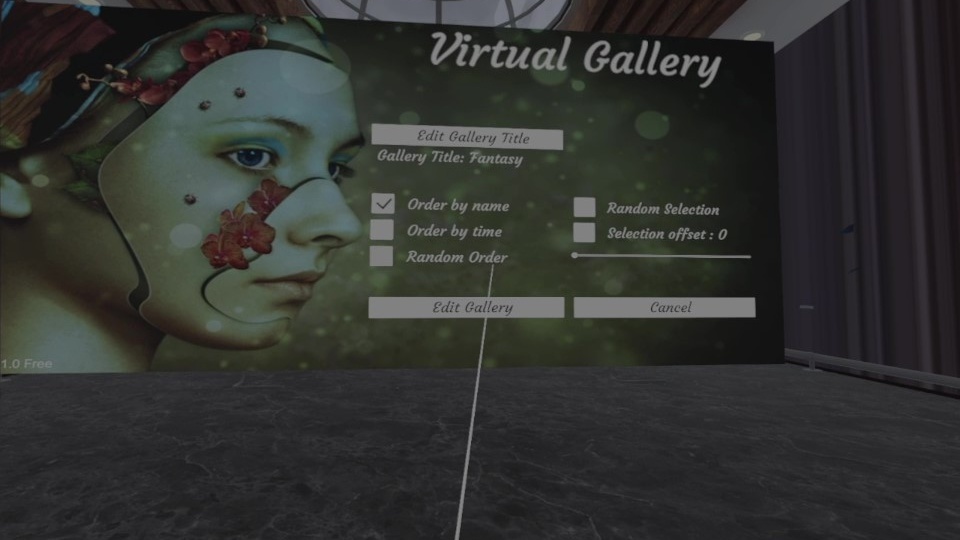 Virtual Gallery
Edit Gallery Title
Gallery Title: Fantasy
Order by name
Order by time
Random Order
Random Selection
Selection offset : 0
Edit Gallery
Cancel
1.0 Free